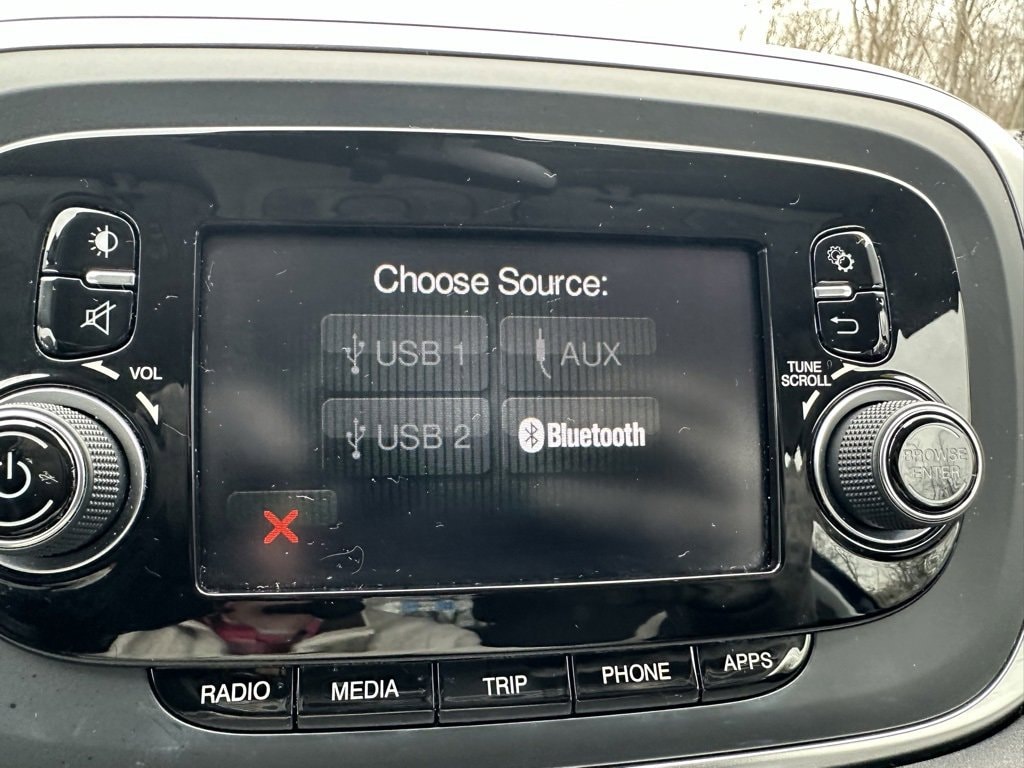 Choose Source:
USB 1
AUX
VOL
TUNE
SCROLL
USB 2
Bluetooth
BROWSE
ENTER
RADIO
MEDIA
TRIP
PHONE
APPS